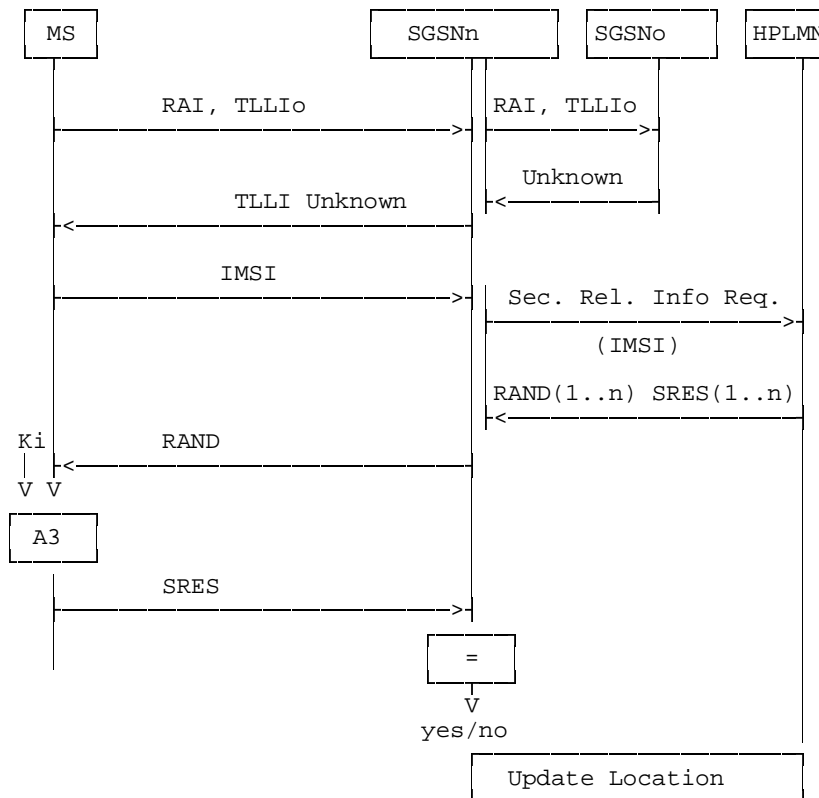 MS SGSNn SGSNo HPLMN
RAI, TLLIo RAI, TLLIo
Unknown
TLLI Unknown
IMSI
Sec. Rel. Info Req.
(IMSI)
RAND(1..n) SRES(1..n)
Ki RAND
V V
A3
SRES
=
V
yes/no
Update Location